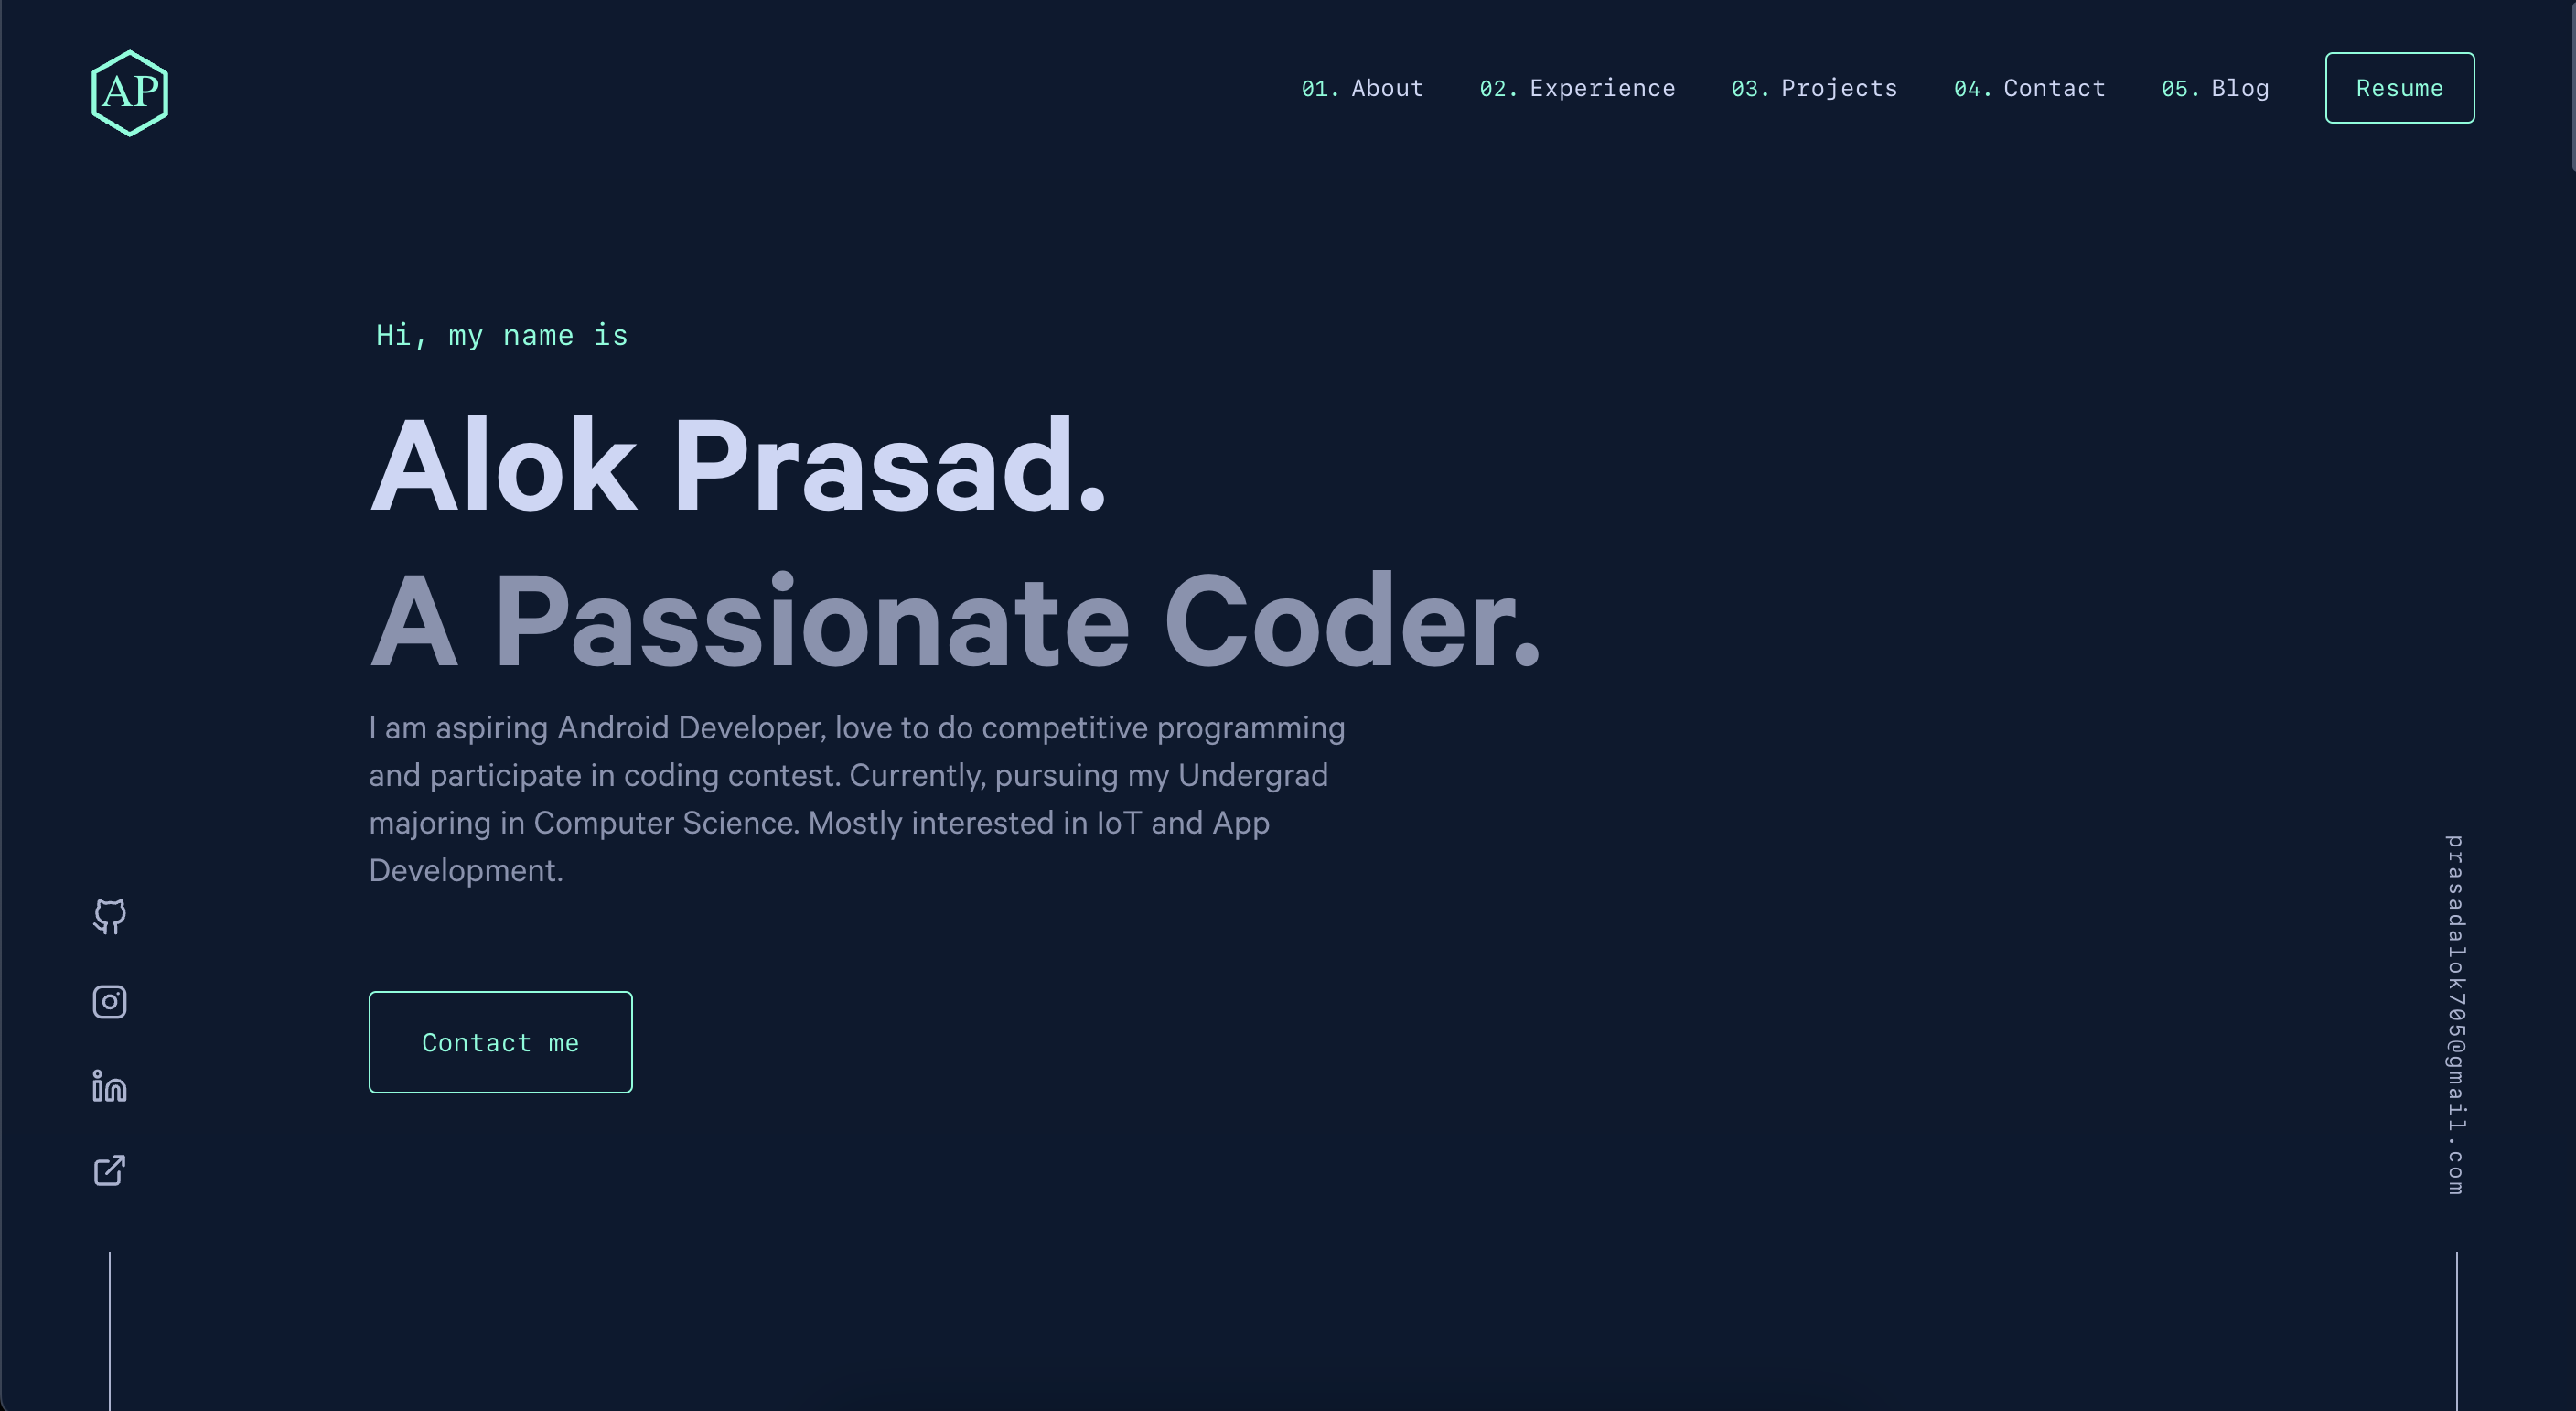 AP
01. About 02. Experience 03. Projects 04. Contact 05. Blog Resume
Hi, my name is
Alok Prasad.
A Passionate Coder.
I am aspiring Android Developer, love to do competitive programming
and participate in coding contest. Currently, pursuing my Undergrad
majoring in Computer Science. Mostly interested in IoT and App
Development.
Contact me
prasadalok705@gmail.com